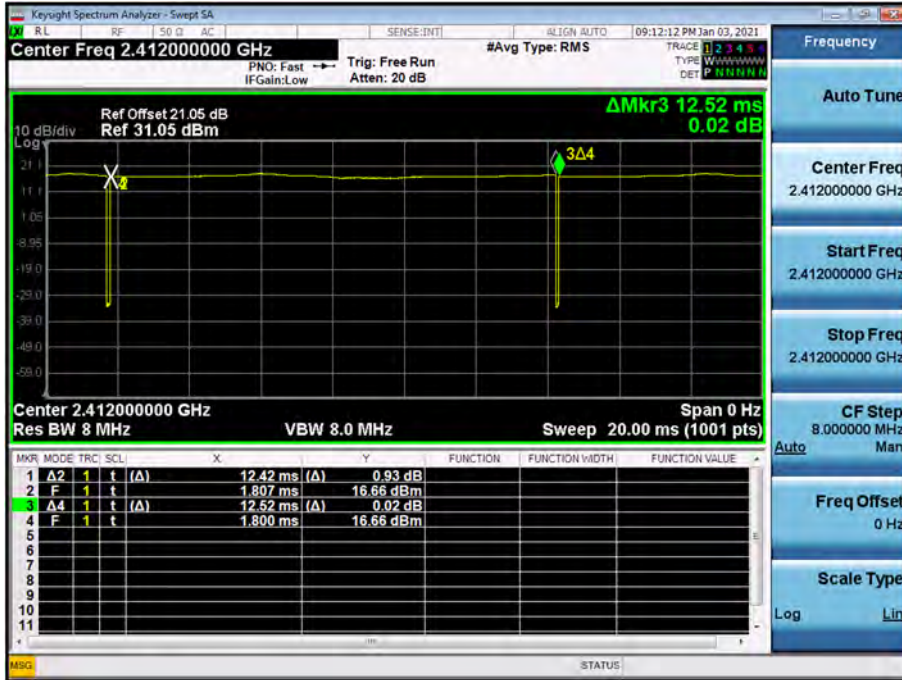 Keysight Spectrum Analyzer - Swept SA
RL RF 50 Ω AC SENSE:INT ALIGN AUTO 09:12:12 PM Jan 03, 2021
Center Freq 2.412000000 GHz
PNO: Fast
IFGain:Low
Trig: Free Run
Atten: 20 dB
#Avg Type: RMS
TRACE 1 2 3 4 5 6
TYPE W
DET P N N N N N
ΔMkr3 12.52 ms
0.02 dB
Ref Offset 21.05 dB
10 dB/div Ref 31.05 dBm
Log
21.1
11.1
1.05
-8.95
-19.0
-29.0
-39.0
-49.0
-59.0
3Δ4
Center 2.412000000 GHz Span 0 Hz
Res BW 8 MHz VBW 8.0 MHz Sweep 20.00 ms (1001 pts)
MKR MODE TRC SCL X Y FUNCTION FUNCTION WIDTH FUNCTION VALUE
1 Δ2 1 t (Δ) 12.42 ms (Δ) 0.93 dB
2 F 1 t 1.807 ms 16.66 dBm
3 Δ4 1 t (Δ) 12.52 ms (Δ) 0.02 dB
4 F 1 t 1.800 ms 16.66 dBm
5
6
7
8
9
10
11
MSG STATUS
Frequency
Auto Tune
Center Freq
2.412000000 GHz
Start Freq
2.412000000 GHz
Stop Freq
2.412000000 GHz
CF Step
8.000000 MHz
Auto Man
Freq Offset
0 Hz
Scale Type
Log Lin